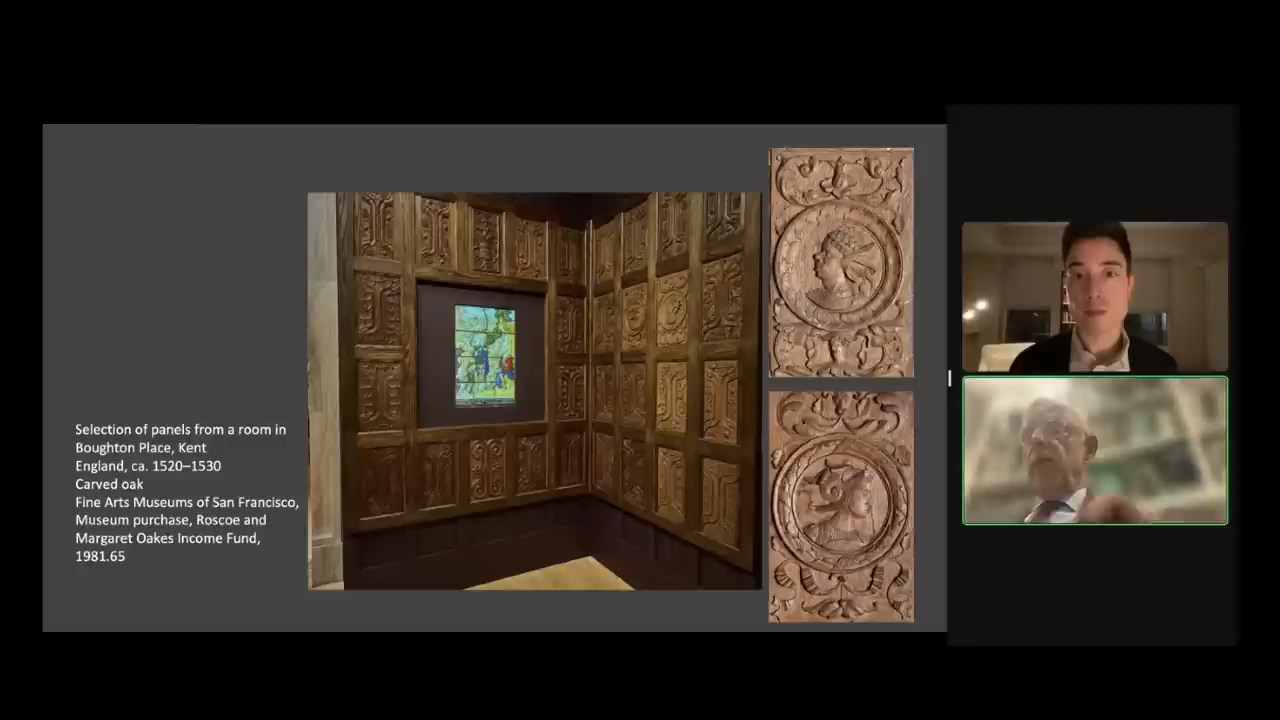 Selection of panels from a room in
Boughton Place, Kent
England, ca. 1520–1530
Carved oak
Fine Arts Museums of San Francisco,
Museum purchase, Roscoe and
Margaret Oakes Income Fund,
1981.65